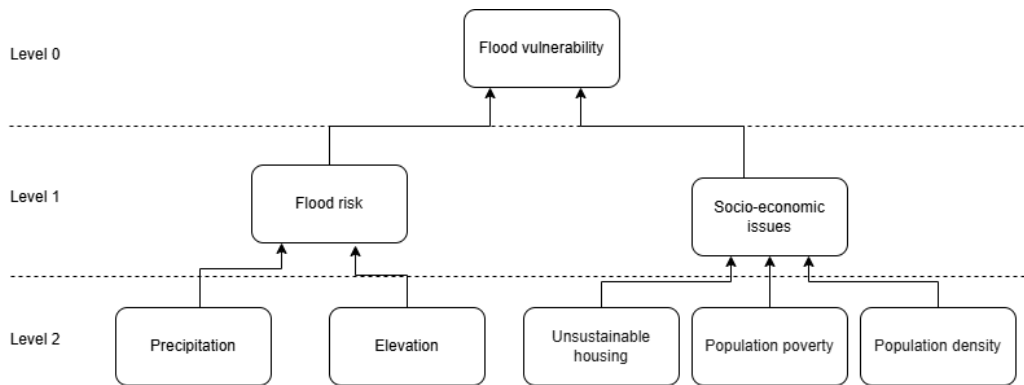 Level 0
Flood vulnerability
Level 1
Flood risk
Socio-economic
issues
Level 2
Precipitation
Elevation
Unsustainable
housing
Population poverty
Population density